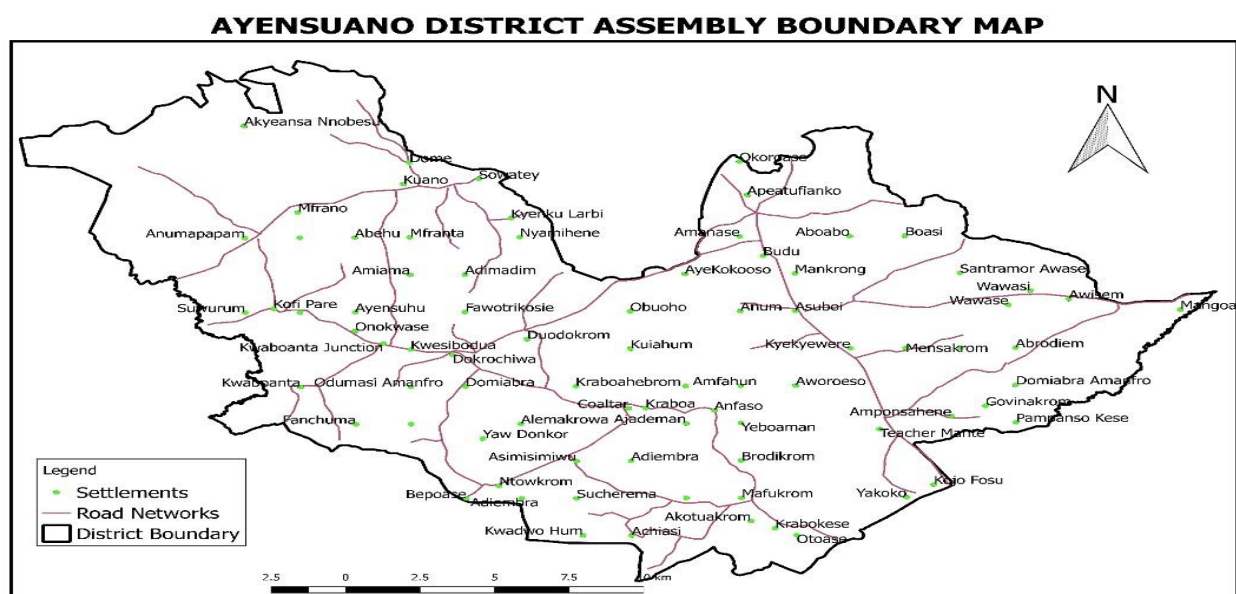 AYENSUANO DISTRICT ASSEMBLY BOUNDARY MAP
N
Akyeansa Nnobesu
Dome
Okorase
Kuano
Sowatey
Apeatufianko
Mfrano
Kyenku Larbi
Anumapapam
Abehu
Mfranta
Nyamihene
Amanase
Aboabo
Boasi
Budu
Amiama
Adimadim
AyeKokooso
Mankrong
Santramor Awase
Wawasi
Wawase
Awisem
Mangoa
Kofi Pare
Ayensuhu
Fawotrikosie
Obuoho
Anum
Asuboi
Onokwase
Duodokrom
Kwaboanta Junction
Kwesibodua
Kuiahum
Kyekyewere
Mensakrom
Abrodiem
Dokrochiwa
Kwaboanta
Odumasi Amanfro
Domiabra
Kraboahebrom
Amfahun
Aworoeso
Domiabra Amanfro
Coaltar
Kraboa
Anfaso
Govinakrom
Amponsahene
Pampanso Kese
Fanchuma
Alemakrowa
Ajademan
Yeboaman
Teacher Mante
Yaw Donkor
Asimisimiwu
Adiembra
Brodikrom
Ntowkrom
Kojo Fosu
Bepoase
Adiembra
Sucherema
Mafukrom
Yakoko
Akotuakrom
Krabokese
Kwadwo Hum
Achiasi
Otoase
Legend
Settlements
Road Networks
District Boundary
2.5 0 2.5 5 7.5 10 km